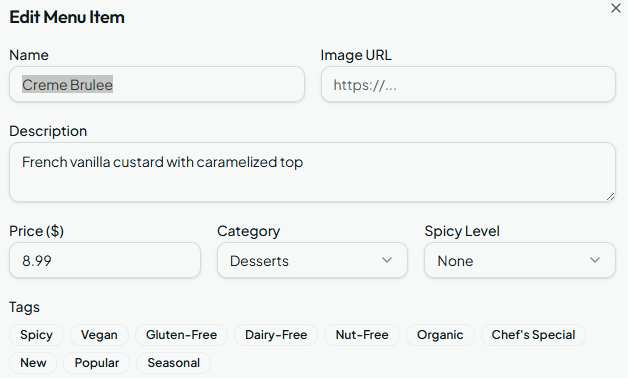 Edit Menu Item
Name Image URL
Creme Brulee https://...
Description
French vanilla custard with caramelized top
Price ($) Category Spicy Level
8.99 Desserts None
Tags
Spicy Vegan Gluten-Free Dairy-Free Nut-Free Organic Chef's Special
New Popular Seasonal